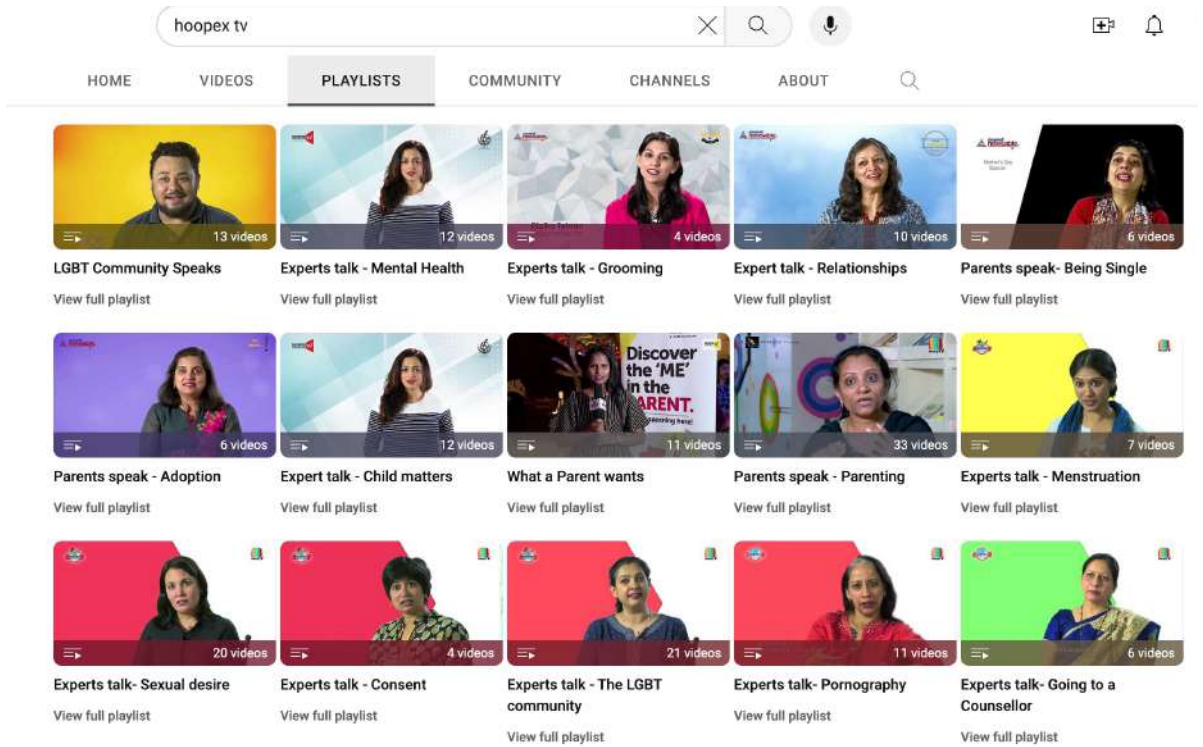 hoopex tv
HOME VIDEOS PLAYLISTS COMMUNITY CHANNELS ABOUT
13 videos
12 videos
4 videos
10 videos
6 videos
LGBT Community Speaks
Experts talk - Mental Health
Experts talk - Grooming
Expert talk - Relationships
Parents speak- Being Single
View full playlist
View full playlist
View full playlist
View full playlist
View full playlist
Discover
the 'ME'
in the
PARENT.
6 videos
12 videos
11 videos
33 videos
7 videos
Parents speak - Adoption
Expert talk - Child matters
What a Parent wants
Parents speak - Parenting
Experts talk - Menstruation
View full playlist
View full playlist
View full playlist
View full playlist
View full playlist
20 videos
4 videos
21 videos
11 videos
6 videos
Experts talk- Sexual desire
Experts talk - Consent
Experts talk - The LGBT
community
Experts talk- Pornography
Experts talk- Going to a
Counsellor
View full playlist
View full playlist
View full playlist
View full playlist
View full playlist